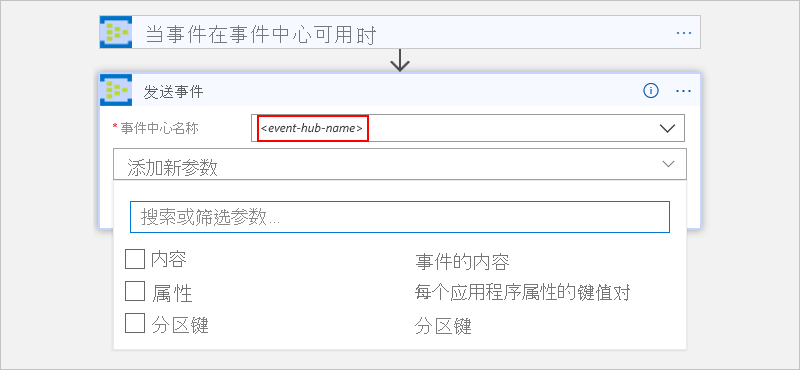 当事件在事件中心可用时
发送事件
* 事件中心名称 <event-hub-name>
添加新参数
搜索或筛选参数...
内容 事件的内容
属性 每个应用程序属性的键值对
分区键 分区键